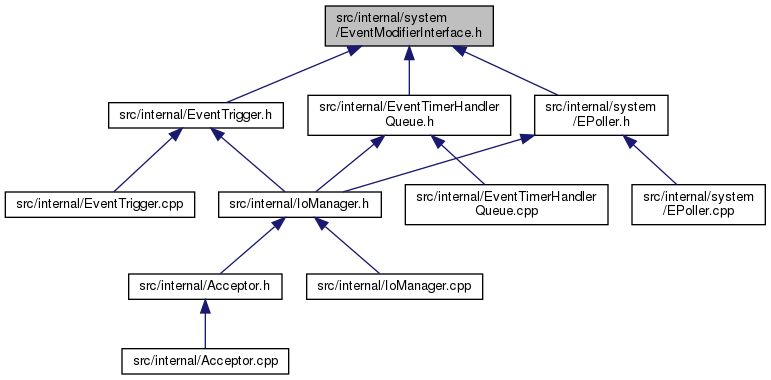 src/internal/system
/EventModifierInterface.h
src/internal/EventTrigger.h
src/internal/EventTimerHandler
Queue.h
src/internal/system
/EPoller.h
src/internal/EventTrigger.cpp
src/internal/IoManager.h
src/internal/EventTimerHandler
Queue.cpp
src/internal/system
/EPoller.cpp
src/internal/Acceptor.h
src/internal/IoManager.cpp
src/internal/Acceptor.cpp